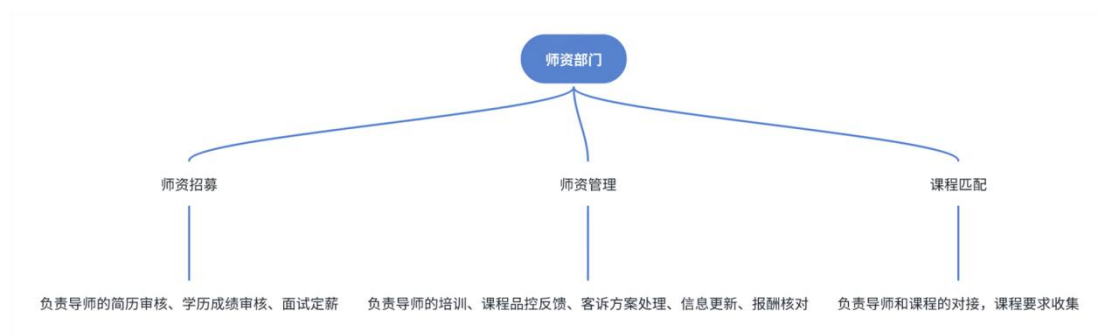 师资部门
师资招募
师资管理
课程匹配
负责导师的简历审核、学历成绩审核、面试定薪
负责导师的培训、课程品控反馈、客诉方案处理、信息更新、报酬核对
负责导师和课程的对接，课程要求收集